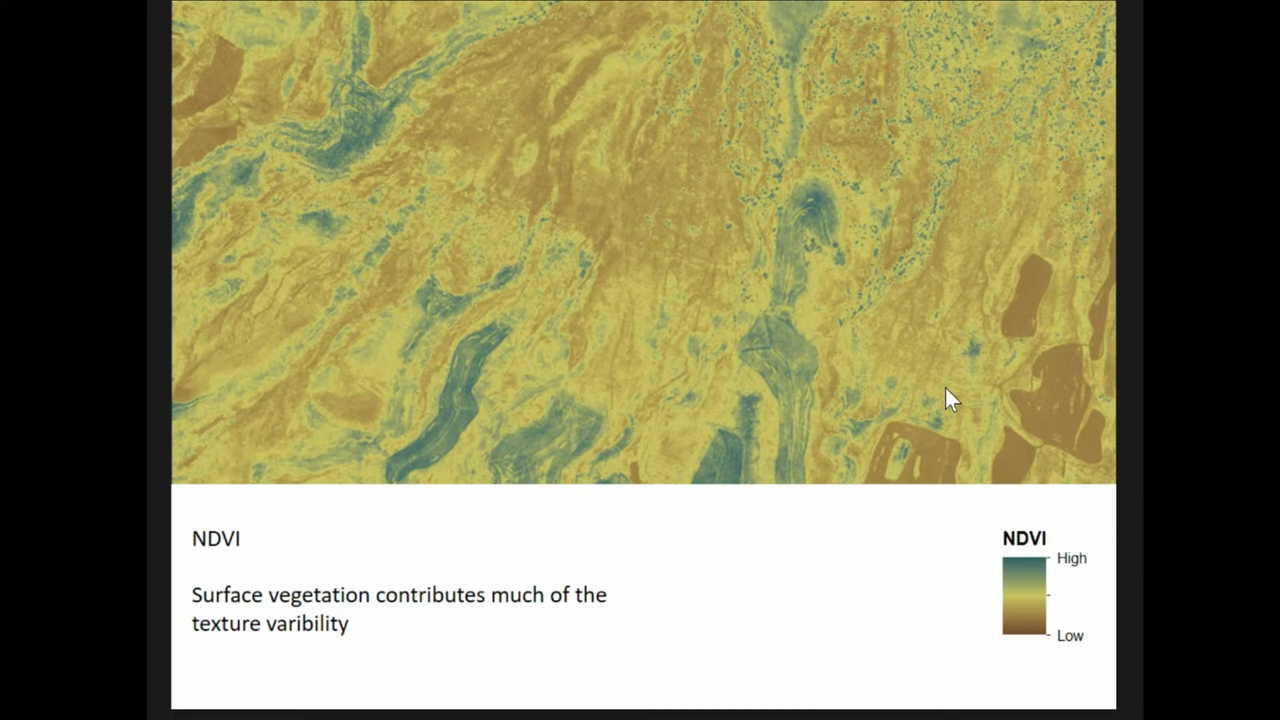 NDVI
Surface vegetation contributes much of the
texture varibility
NDVI
High
Low